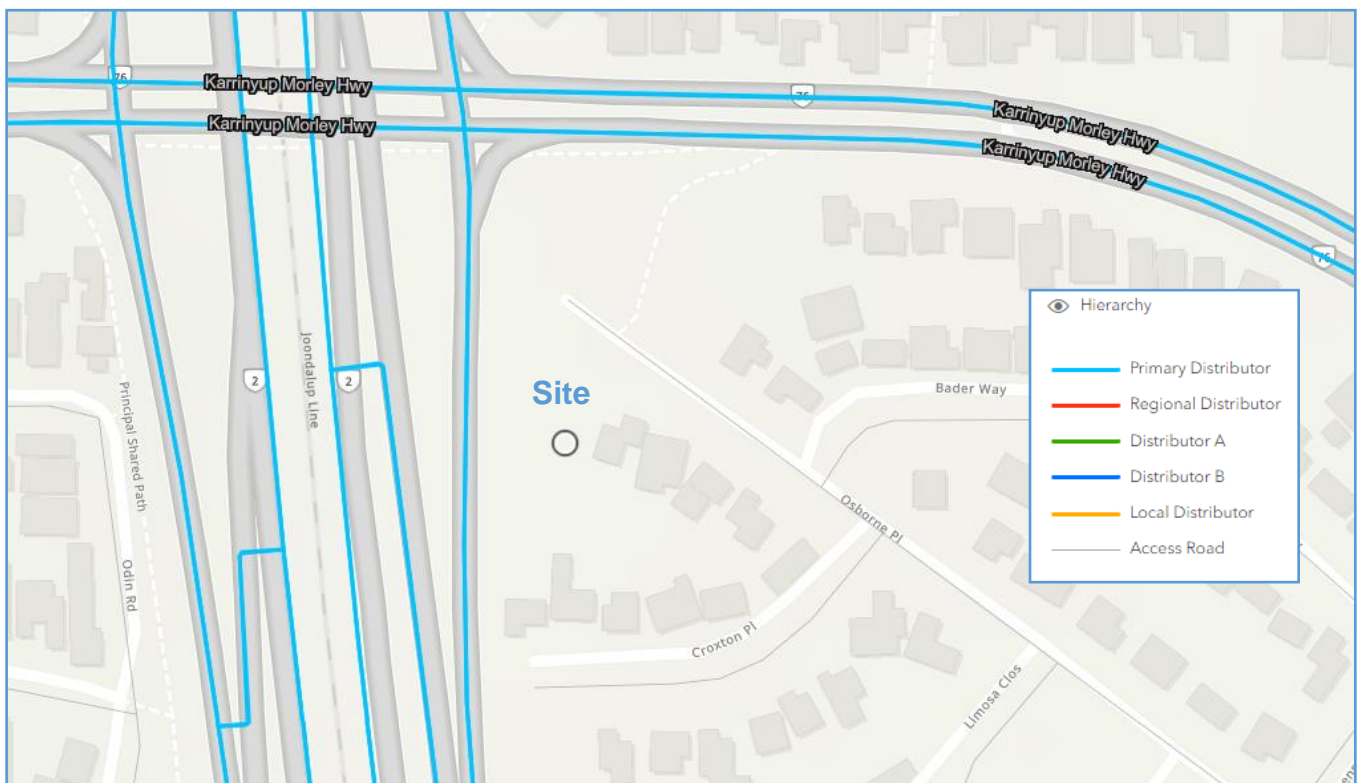 76
Karrinyup Morley Hwy
76
Karrinyup Morley Hwy
Karrinyup Morley Hwy
Karrinyup Morley Hwy
76
Hierarchy
Primary Distributor
Regional Distributor
Distributor A
Distributor B
Local Distributor
Access Road
Joondalup Line
2
2
Principal Shared Path
Site
Bader Way
Osborne Pl
Odin Rd
Croxton Pl
Limosa Clos